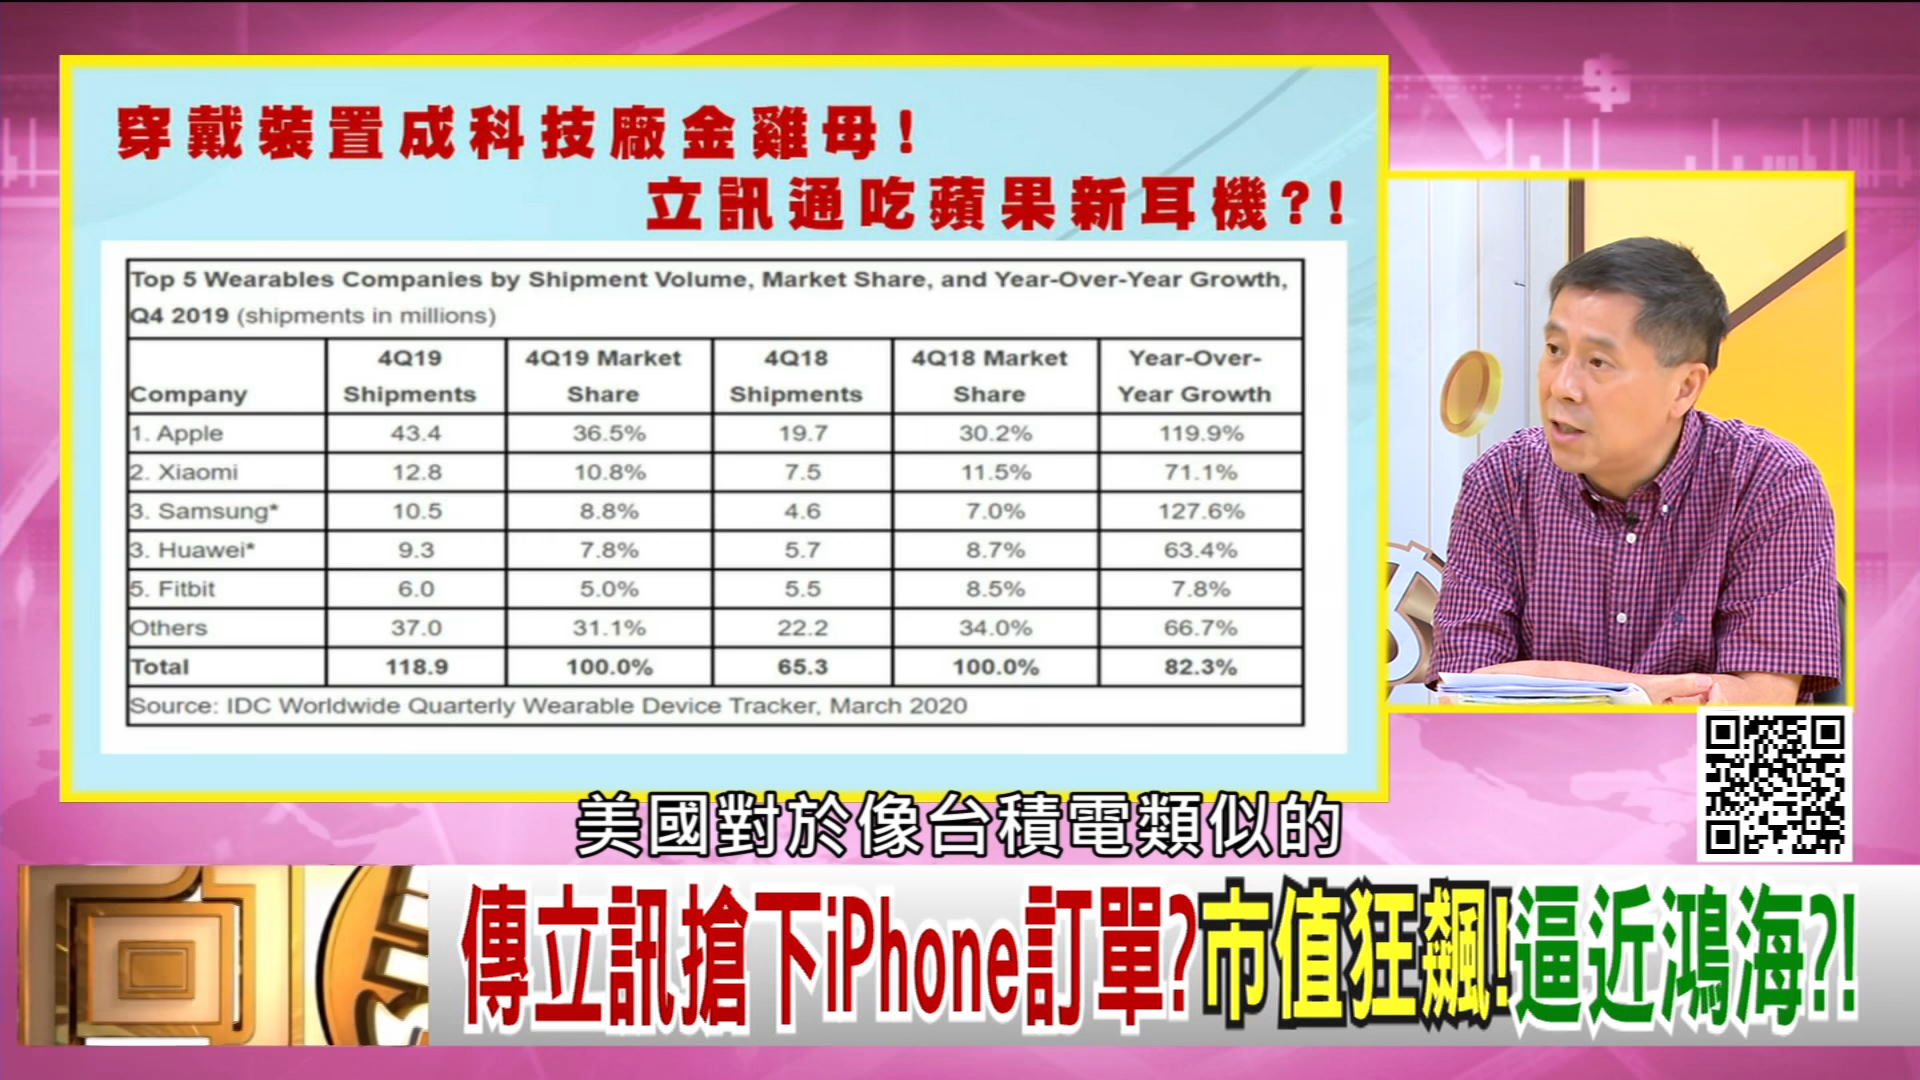 穿戴裝置成科技廠金雞母!
立訊通吃蘋果新耳機?!
Top 5 Wearables Companies by Shipment Volume, Market Share, and Year-Over-Year Growth,
Q4 2019 (shipments in millions)
Company 4Q19 Shipments 4Q19 Market Share 4Q18 Shipments 4Q18 Market Share Year-Over-Year Growth
1. Apple 43.4 36.5% 19.7 30.2% 119.9%
2. Xiaomi 12.8 10.8% 7.5 11.5% 71.1%
3. Samsung* 10.5 8.8% 4.6 7.0% 127.6%
3. Huawei* 9.3 7.8% 5.7 8.7% 63.4%
5. Fitbit 6.0 5.0% 5.5 8.5% 7.8%
Others 37.0 31.1% 22.2 34.0% 66.7%
Total 118.9 100.0% 65.3 100.0% 82.3%
Source: IDC Worldwide Quarterly Wearable Device Tracker, March 2020
美國對於像台積電類似的
傳立訊搶下iPhone訂單?市值狂飆!逼近鴻海?!